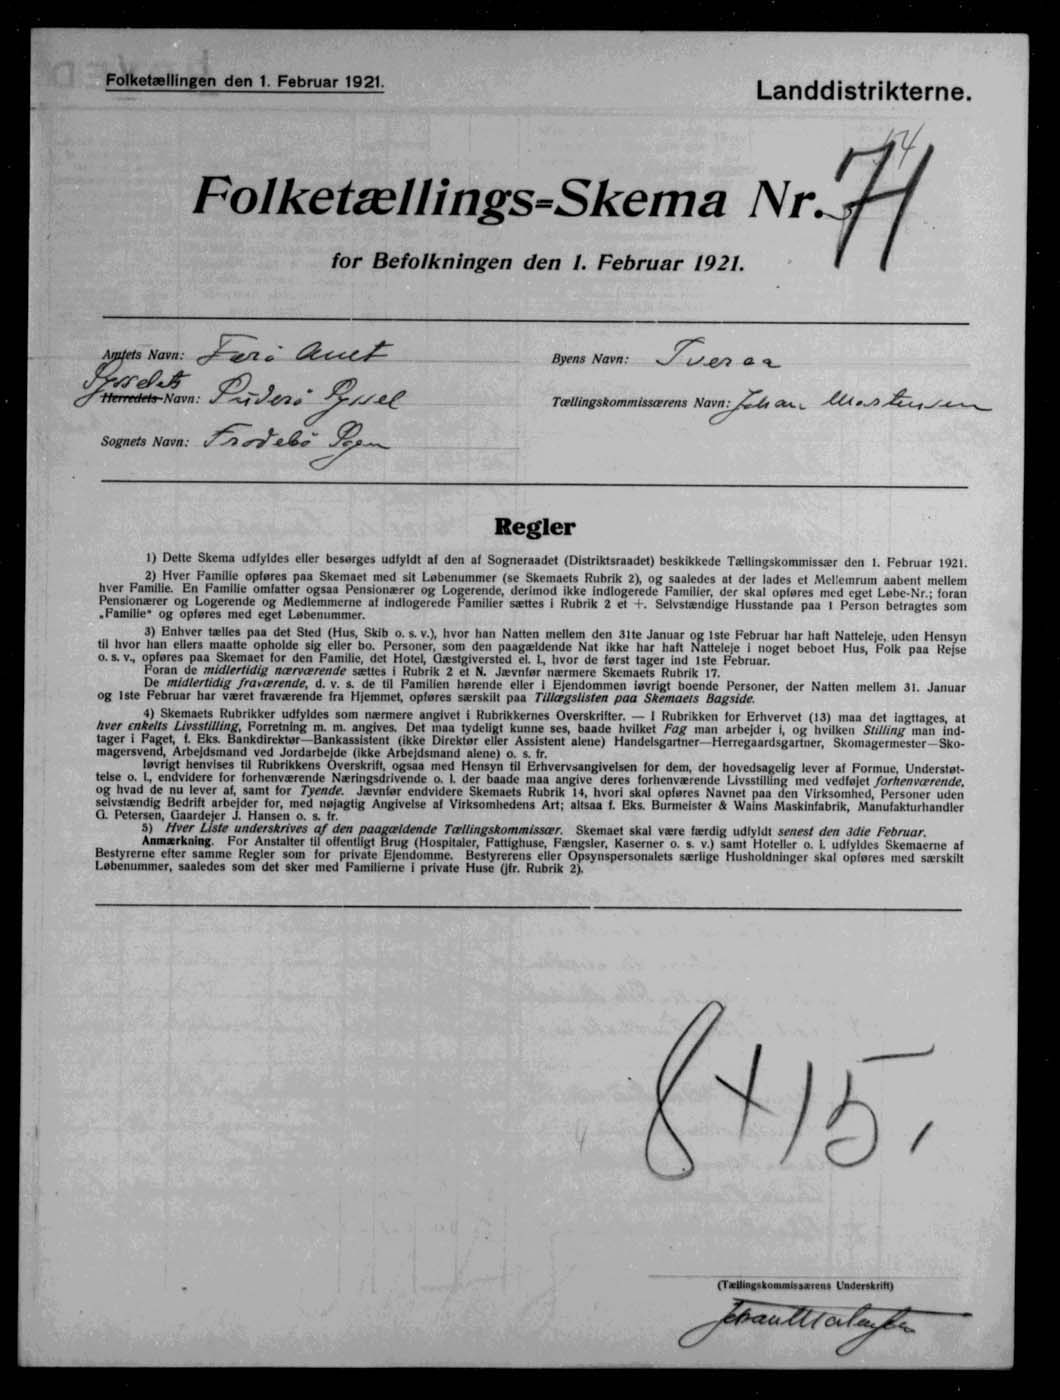 Folketællingen den 1. Februar 1921.
Landdistrikterne.
Folketællings=Skema Nr. 71
for Befolkningen den 1. Februar 1921.
Amtets Navn: Færø Amt
Byens Navn: Tveraa
Sysselets
Herredets Navn: Suderø Syssel
Tællingskommissærens Navn: Johan Mortensen
Sognets Navn: Frodebø Sogn
Regler
1) Dette Skema udfyldes eller besørges udfyldt af den af Sogneraadet (Distriktsraadet) beskikkede Tællingskommissær den 1. Februar 1921.
2) Hver Familie opføres paa Skemaet med sit Løbenummer (se Skemaets Rubrik 2), og saaledes at der lades et Mellemrum aabent mellem
hver Familie. En Familie omfatter ogsaa Pensionærer og Logerende, derimod ikke indlogerede Familier, der skal opføres med eget Løbe-Nr.; foran
Pensionærer og Logerende og Medlemmerne af indlogerede Familier sættes i Rubrik 2 et +. Selvstændige Husstande paa 1 Person betragtes som
„Familie“ og opføres med eget Løbenummer.
3) Enhver tælles paa det Sted (Hus, Skib o. s. v.), hvor han Natten mellem den 31te Januar og 1ste Februar har haft Natteleje, uden Hensyn
til hvor han ellers maatte opholde sig eller bo. Personer, som den paagældende Nat ikke har haft Natteleje i noget beboet Hus, Folk paa Rejse
o. s. v., opføres paa Skemaet for den Familie, det Hotel, Gæstgiversted el. l., hvor de først tager ind 1ste Februar.
Foran de midlertidig nærværende sættes i Rubrik 2 et N. Jævnfør nærmere Skemaets Rubrik 17.
De midlertidig fraværende, d. v. s. de til Familien hørende eller i Ejendommen iøvrigt boende Personer, der Natten mellem 31. Januar
og 1ste Februar har været fraværende fra Hjemmet, opføres særskilt paa Tillægslisten paa Skemaets Bagside.
4) Skemaets Rubrikker udfyldes som nærmere angivet i Rubrikkernes Overskrifter. — I Rubrikken for Erhvervet (13) maa det iagttages, at
hver enkelts Livsstilling, Forretning m. m. angives. Det maa tydeligt kunne ses, baade hvilket Fag man arbejder i, og hvilken Stilling man ind-
tager i Faget, f. Eks. Bankdirektør—Bankassistent (ikke Direktør eller Assistent alene) Handelsgartner—Herregaardsgartner, Skomagermester—Sko-
magersvend, Arbejdsmand ved Jordarbejde (ikke Arbejdsmand alene) o. s. fr.
Iøvrigt henvises til Rubrikkens Overskrift, ogsaa med Hensyn til Erhvervsangivelsen for dem, der hovedsagelig lever af Formue, Understøt-
telse o. l., endvidere for forhenværende Næringsdrivende o. l. der baade maa angive deres forhenværende Livsstilling med vedføjet forhenværende,
og hvad de nu lever af, samt for Tyende. Jævnfør endvidere Skemaets Rubrik 14, hvori skal opføres Navnet paa den Virksomhed, Personer uden
selvstændig Bedrift arbejder for, med nøjagtig Angivelse af Virksomhedens Art; altsaa f. Eks. Burmeister & Wains Maskinfabrik, Manufakturhandler
G. Petersen, Gaardejer J. Hansen o. s. fr.
5) Hver Liste underskrives af den paagældende Tællingskommissær. Skemaet skal være færdig udfyldt senest den 3die Februar.
Anmærkning. For Anstalter til offentligt Brug (Hospitaler, Fattighuse, Fængsler, Kaserner o. s. v.) samt Hoteller o. l. udfyldes Skemaerne af
Bestyrerne efter samme Regler som for private Ejendomme. Bestyrerens eller Opsynspersonalets særlige Husholdninger skal opføres med særskilt
Løbenummer, saaledes som det sker med Familierne i private Huse (jfr. Rubrik 2).
8 + 15.
(Tællingskommissærens Underskrift)
Johan Mortensen